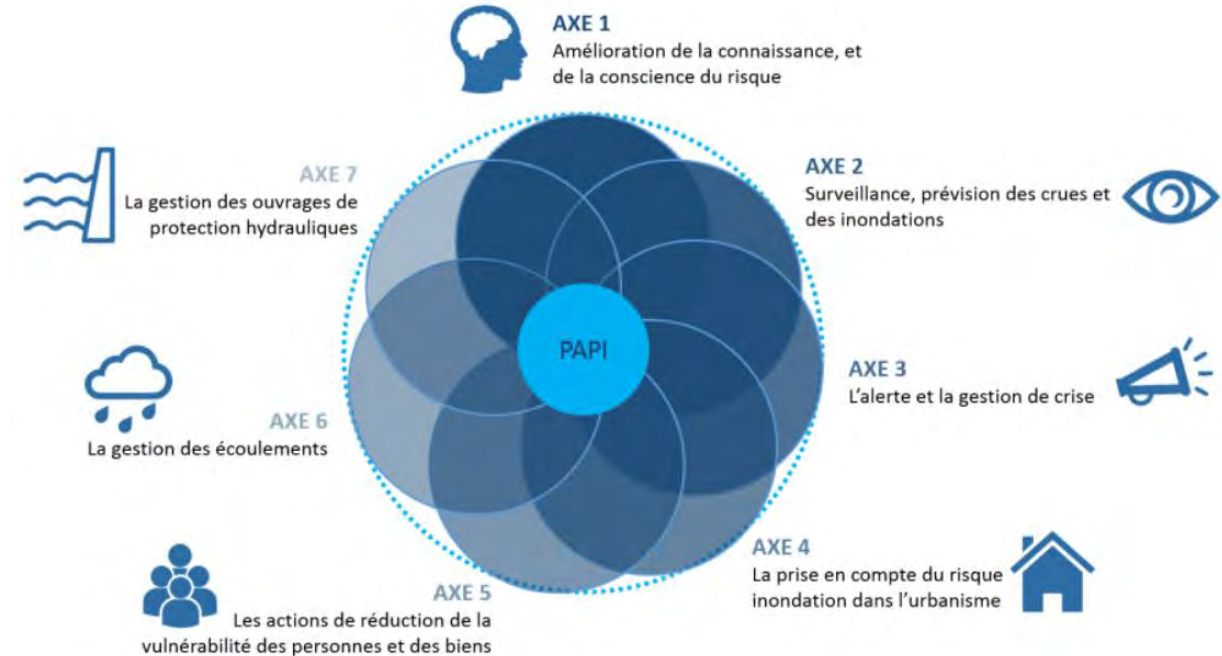 AXE 1
Amélioration de la connaissance, et
de la conscience du risque
AXE 2
Surveillance, prévision des crues et
des inondations
AXE 3
L'alerte et la gestion de crise
AXE 4
La prise en compte du risque
inondation dans l'urbanisme
AXE 5
Les actions de réduction de la
vulnérabilité des personnes et des biens
AXE 6
La gestion des écoulements
AXE 7
La gestion des ouvrages de
protection hydrauliques
PAPI